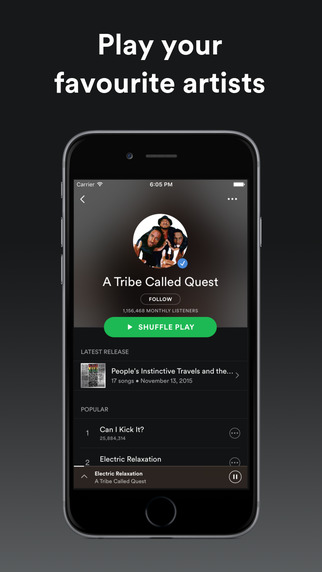 Play your
favourite artists
Carrier 6:05 PM
A Tribe Called Quest
FOLLOW
1,156,468 MONTHLY LISTENERS
SHUFFLE PLAY
LATEST RELEASE
People's Instinctive Travels and the...
17 songs • November 13, 2015
POPULAR
1 Can I Kick It?
25,884,314
2 Electric Relaxation
Electric Relaxation
A Tribe Called Quest